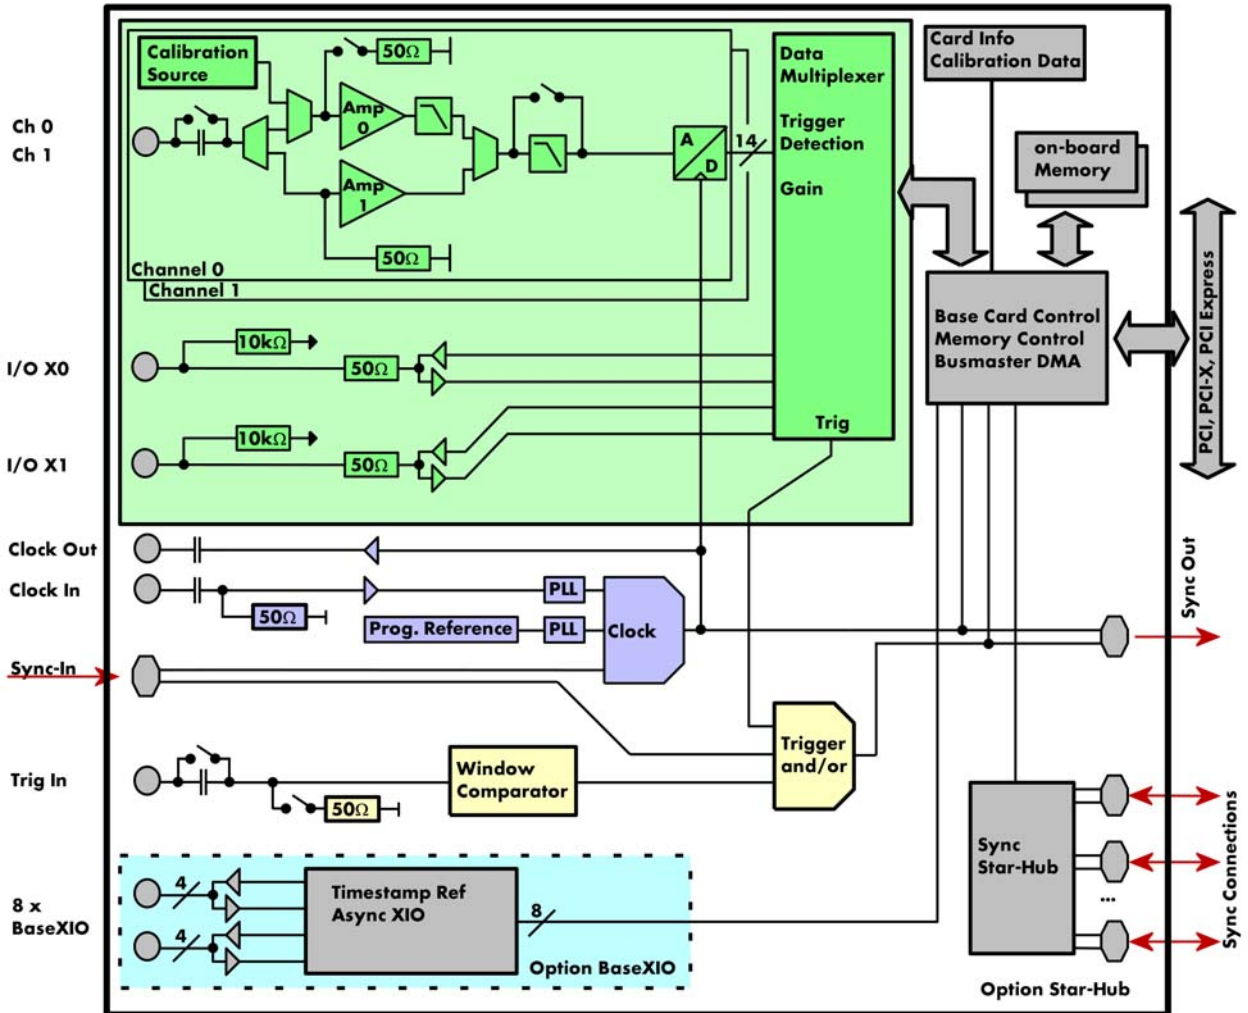 Calibration
Source
50Ω
Amp
0
Amp
1
50Ω
A
D
14
Data
Multiplexer
Trigger
Detection
Gain
Trig
Channel 0
Channel 1
Ch 0
Ch 1
Card Info
Calibration Data
on-board
Memory
Base Card Control
Memory Control
Busmaster DMA
PCI, PCI-X, PCI Express
I/O X0
10kΩ
50Ω
I/O X1
10kΩ
50Ω
Clock Out
Clock In
50Ω
PLL
Prog. Reference
PLL
Clock
Sync Out
Sync-In
Trig In
50Ω
Window
Comparator
Trigger
and/or
8 x
BaseXIO
4
4
Timestamp Ref
Async XIO
8
Option BaseXIO
Sync
Star-Hub
...
Sync Connections
Option Star-Hub